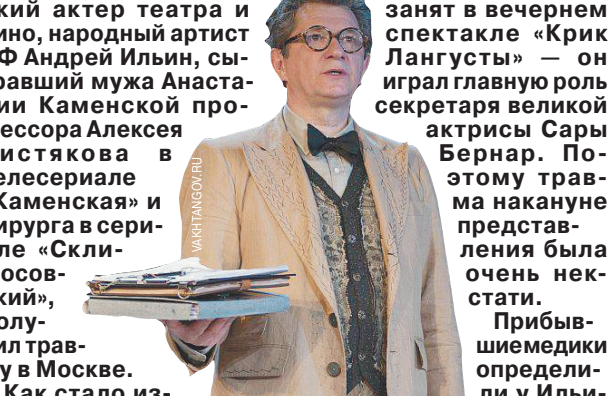 кий актер театра и
ино, народный артист
Ф Андрей Ильин, сы-
равший мужа Анаста-
ии Каменской про-
ессора Алексея
истякова в
елесериале
Каменская» и
ирурга в сери-
ле «Скли-
осов-
кий»,
олу-
ил трав-
у в Москве.
Как стало из-
занят в вечернем
спектакле «Крик
Лангусты» — он
играл главную роль
секретаря великой
актрисы Сары
Бернар. По-
этому трав-
ма накануне
представ-
ления была
очень нек-
стати.
Прибыв-
шиемедики
определи-
ли у Ильи-
VAKHTANGOV.RU